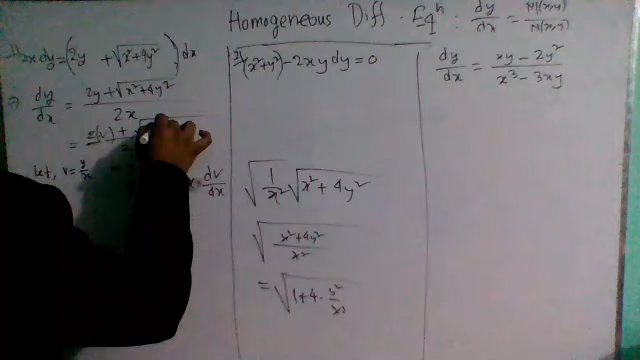 Homogeneous Diff. Eqⁿ : dy/dx = M(x,y)/N(x,y)
1) 2x dy = (2y + √x²+4y²) dx
⇒ dy/dx = 2y + √x²+4y² / 2x
= 2(v) +
let, v = y/x
dv/dx
2) (x²+y²) - 2xy dy = 0
√1/x² √x² + 4y²
√x²+4y²/x²
= √1+4·y²/x²
dy/dx = xy - 2y² / x³ - 3xy